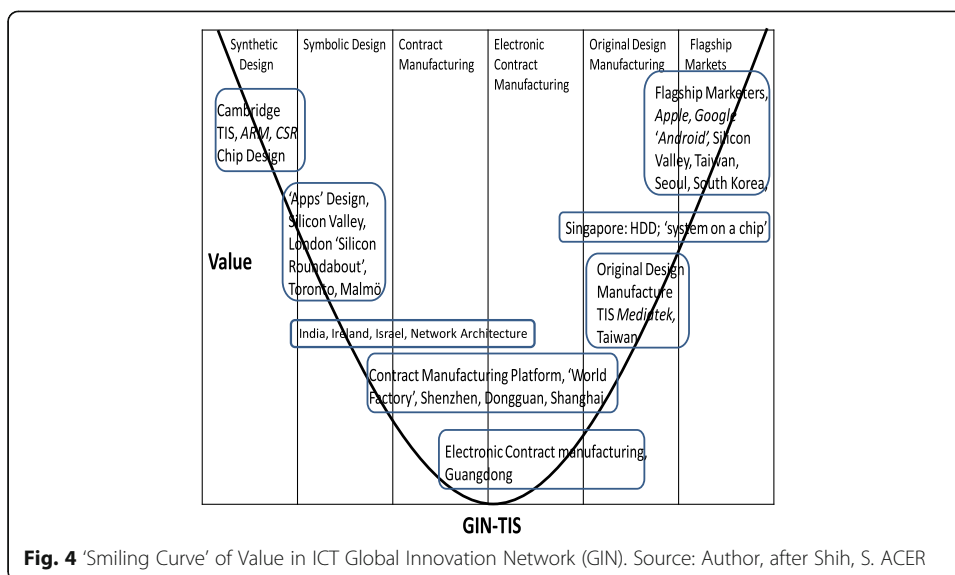 Synthetic
Design
Symbolic Design
Contract
Manufacturing
Electronic
Contract
Manufacturing
Original Design
Manufacturing
Flagship
Markets
Cambridge
TIS, ARM, CSR
Chip Design
Flagship Marketers,
Apple, Google
'Android', Silicon
Valley, Taiwan,
Seoul, South Korea,
'Apps' Design,
Silicon Valley,
London 'Silicon
Roundabout',
Toronto, Malmö
Singapore: HDD; 'system on a chip'
Value
Original Design
Manufacture
TIS Mediatek,
Taiwan
India, Ireland, Israel, Network Architecture
Contract Manufacturing Platform, 'World
Factory', Shenzhen, Dongguan, Shanghai
Electronic Contract manufacturing,
Guangdong
GIN-TIS
Fig. 4 'Smiling Curve' of Value in ICT Global Innovation Network (GIN). Source: Author, after Shih, S. ACER